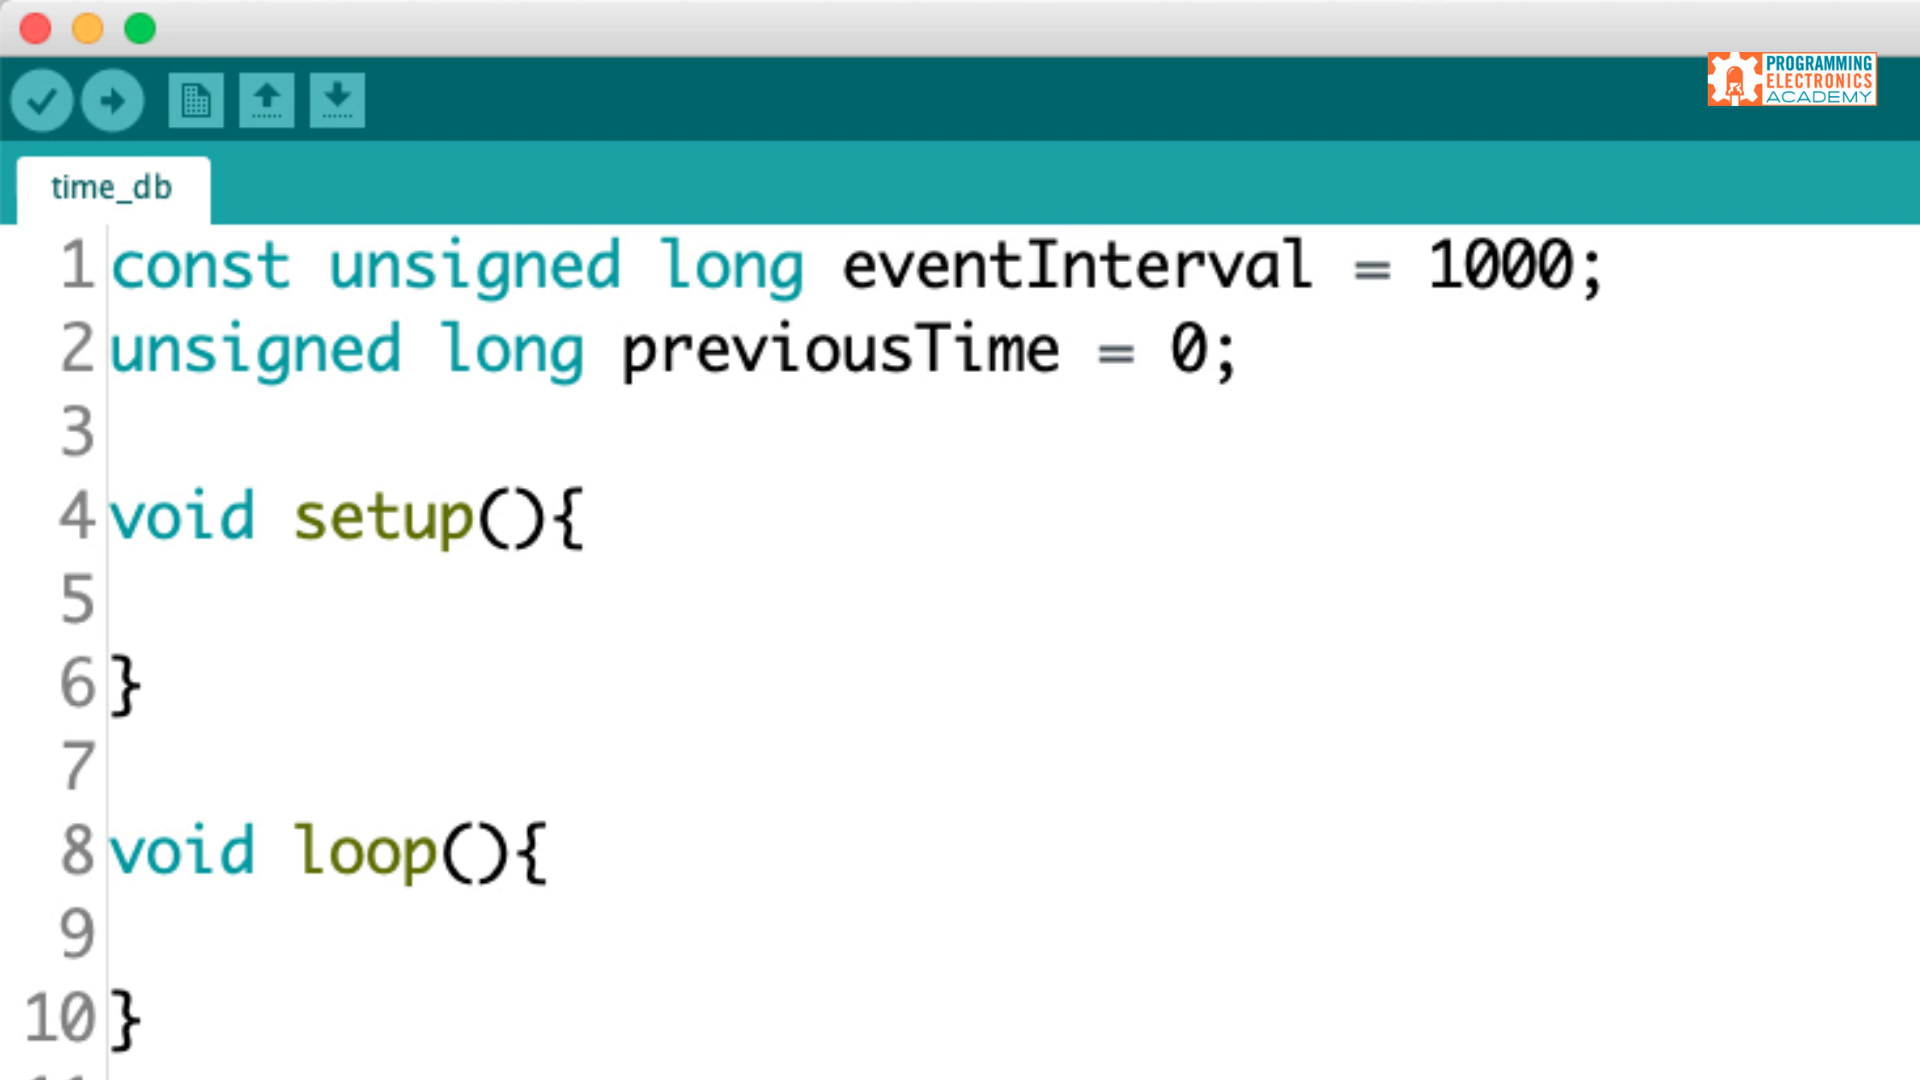 PROGRAMMING
ELECTRONICS
ACADEMY
time_db
1 const unsigned long eventInterval = 1000;
2 unsigned long previousTime = 0;
3
4 void setup(){
5
6 }
7
8 void loop(){
9
10 }